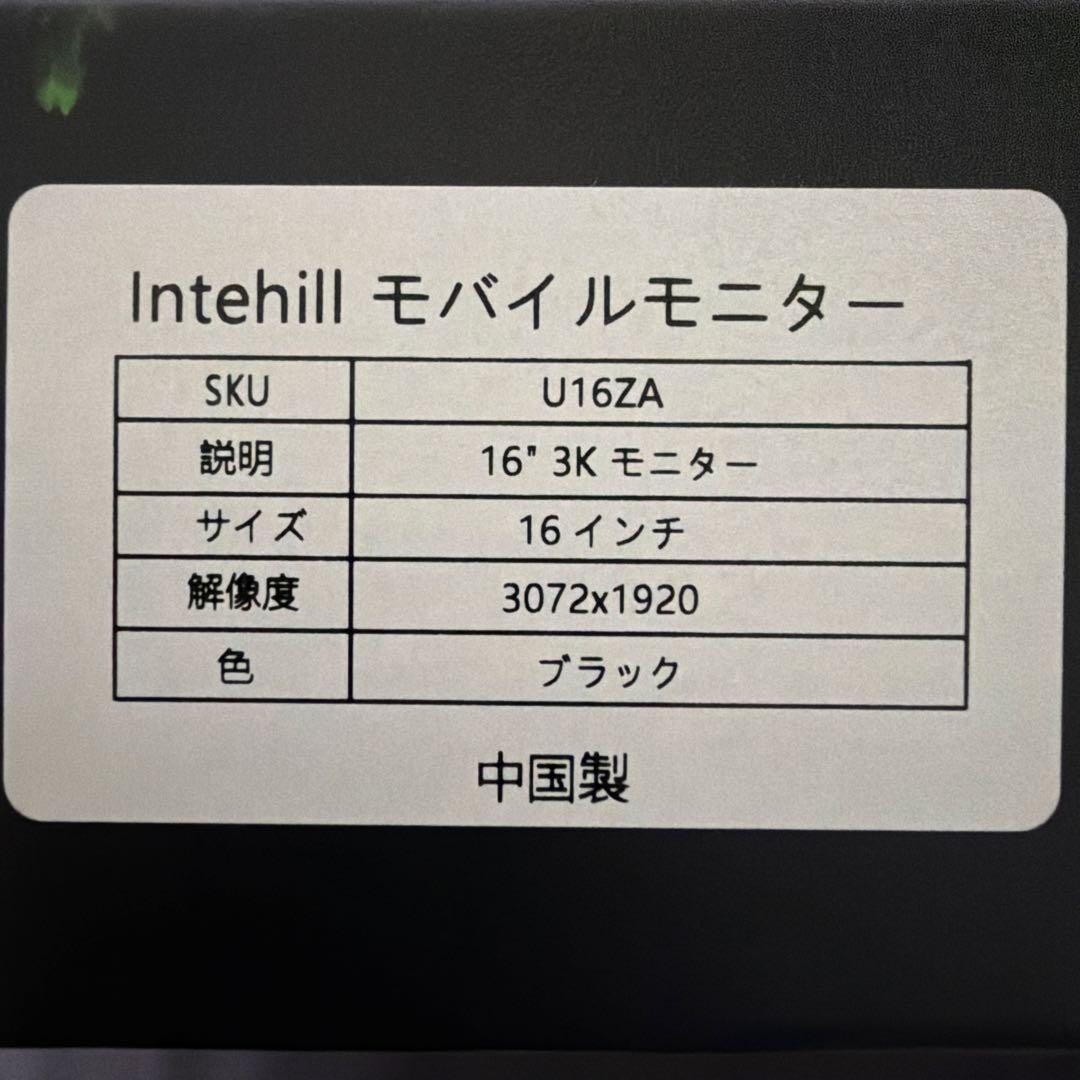 Intehill モバイルモニター
SKU U16ZA
説明 16" 3K モニター
サイズ 16 インチ
解像度 3072x1920
色 ブラック
中国製